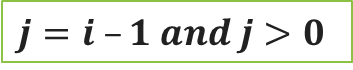 j = i – 1 and j > 0